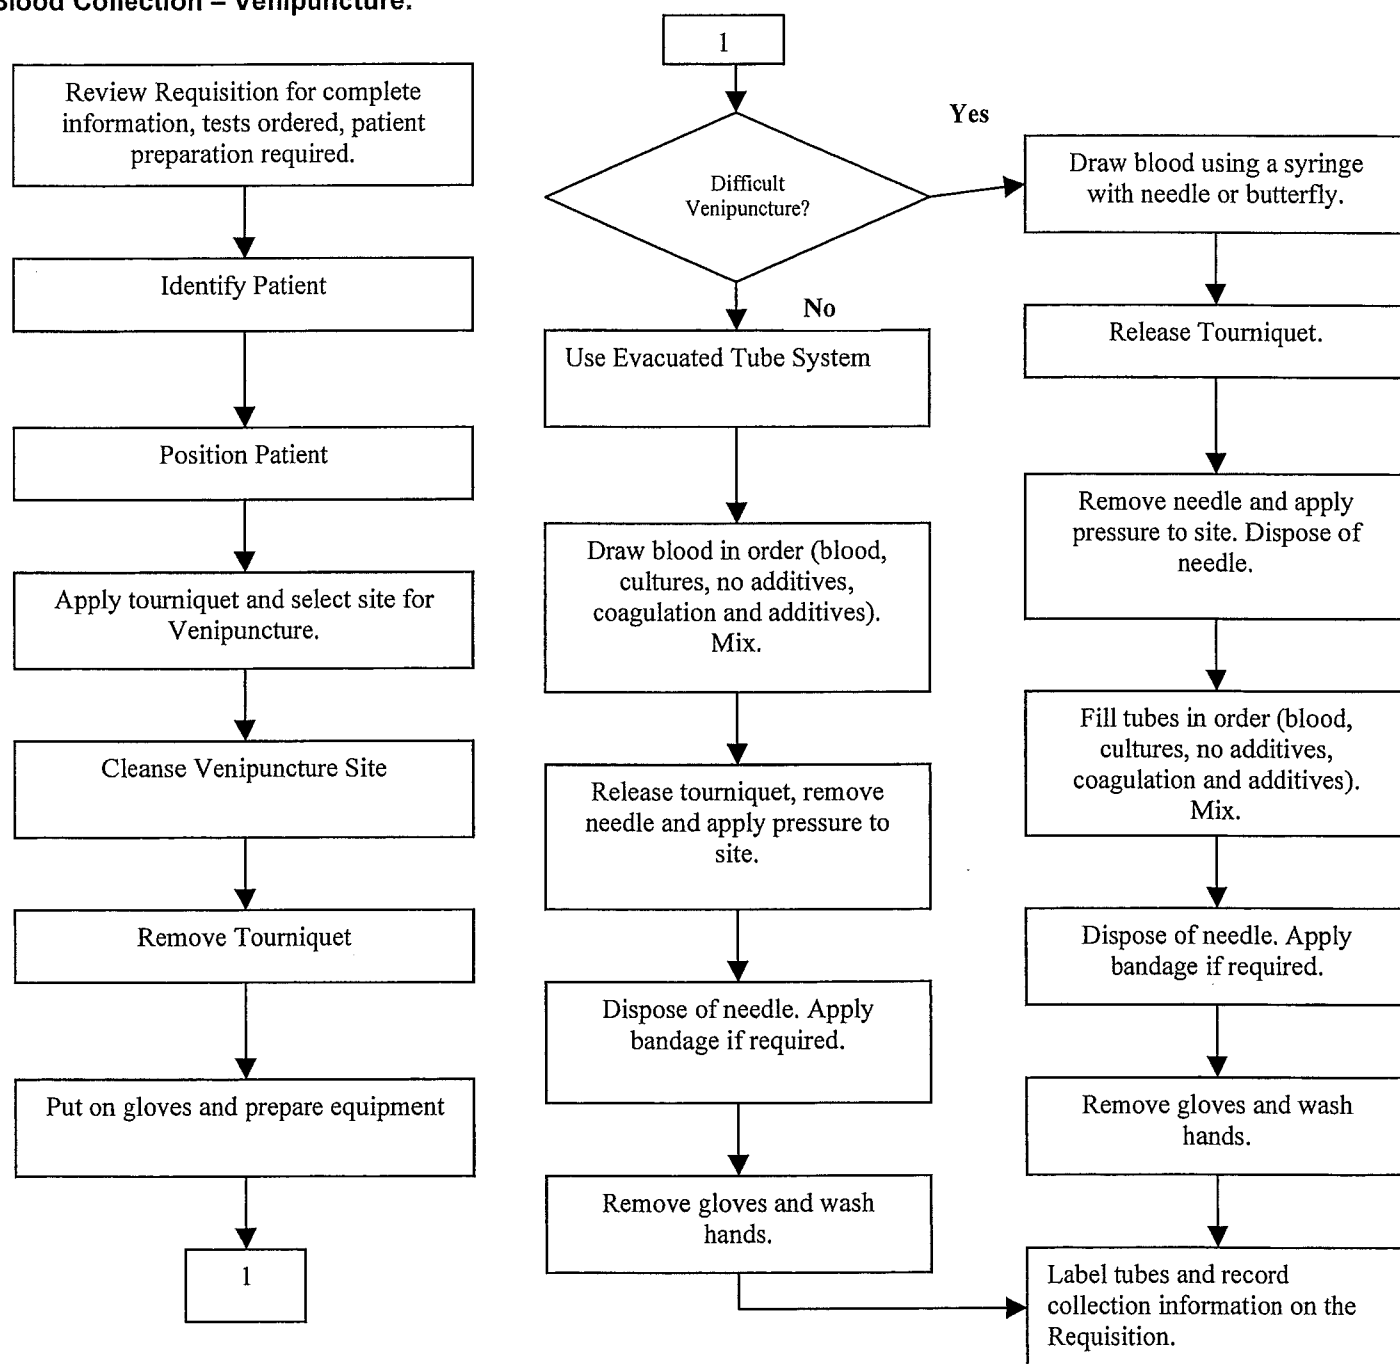 Blood Collection – Venipuncture.
Review Requisition for complete
information, tests ordered, patient
preparation required.
Identify Patient
Position Patient
Apply tourniquet and select site for
Venipuncture.
Cleanse Venipuncture Site
Remove Tourniquet
Put on gloves and prepare equipment
1
1
Difficult
Venipuncture?
Yes
No
Use Evacuated Tube System
Draw blood in order (blood,
cultures, no additives,
coagulation and additives).
Mix.
Release tourniquet, remove
needle and apply pressure to
site.
Dispose of needle. Apply
bandage if required.
Remove gloves and wash
hands.
Draw blood using a syringe
with needle or butterfly.
Release Tourniquet.
Remove needle and apply
pressure to site. Dispose of
needle.
Fill tubes in order (blood,
cultures, no additives,
coagulation and additives).
Mix.
Dispose of needle. Apply
bandage if required.
Remove gloves and wash
hands.
Label tubes and record
collection information on the
Requisition.